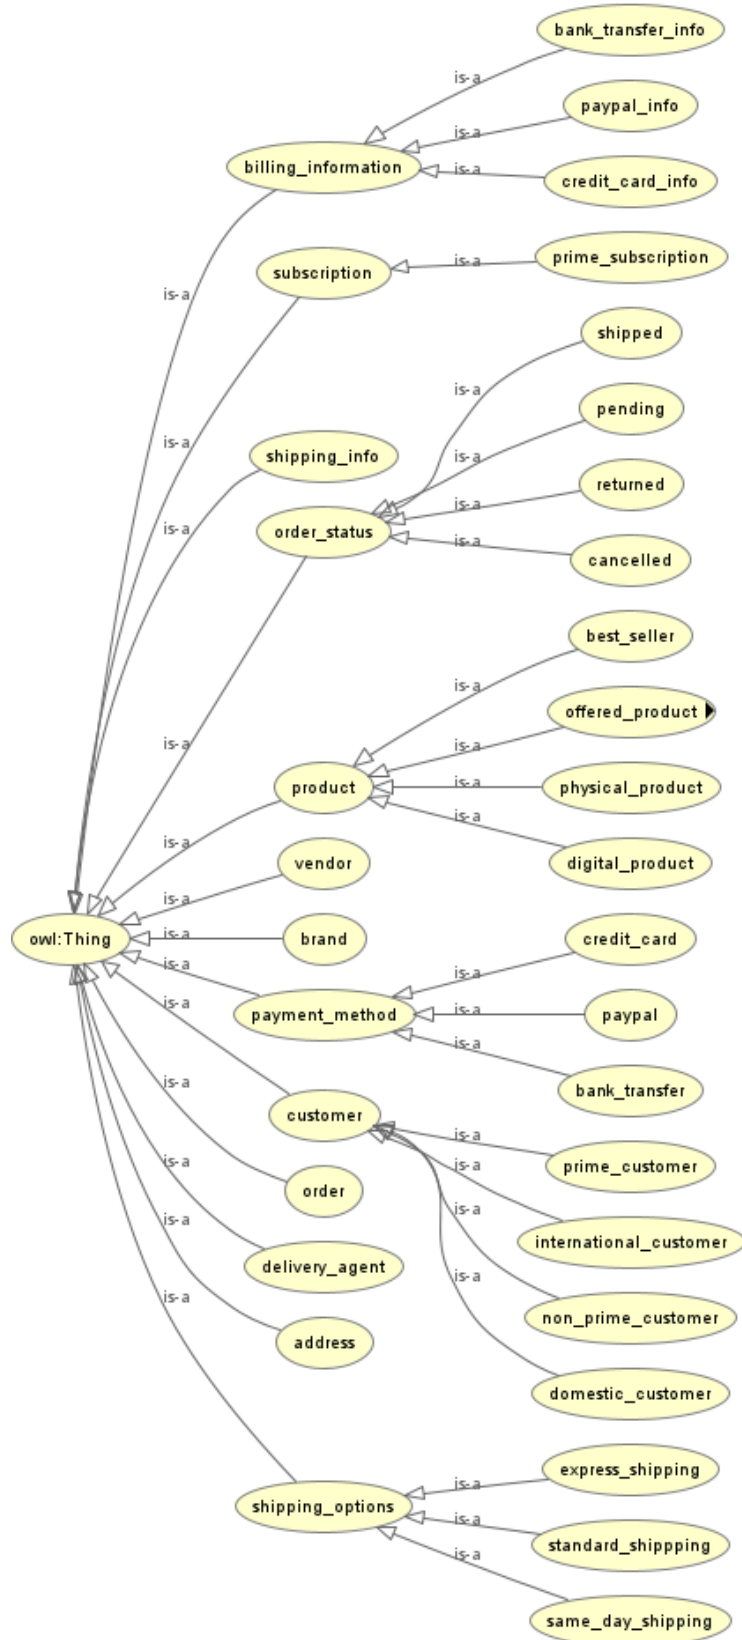 bank_transfer_info
is-a
paypal_info
is-a
billing_information
is-a
credit_card_info
subscription
is-a
prime_subscription
is-a
shipped
is-a
pending
is-a
is-a
shipping_info
returned
is-a
is-a
order_status
is-a
cancelled
best_seller
is-a
offered_product
is-a
is-a
product
is-a
physical_product
is-a
is-a
vendor
digital_product
is-a
owl:Thing
is-a
brand
credit_card
is-a
is-a
is-a
payment_method
is-a
paypal
is-a
bank_transfer
customer
is-a
prime_customer
is-a
is-a
order
is-a
international_customer
is-a
delivery_agent
is-a
is-a
is-a
address
non_prime_customer
domestic_customer
express_shipping
is-a
shipping_options
is-a
standard_shippping
is-a
same_day_shipping